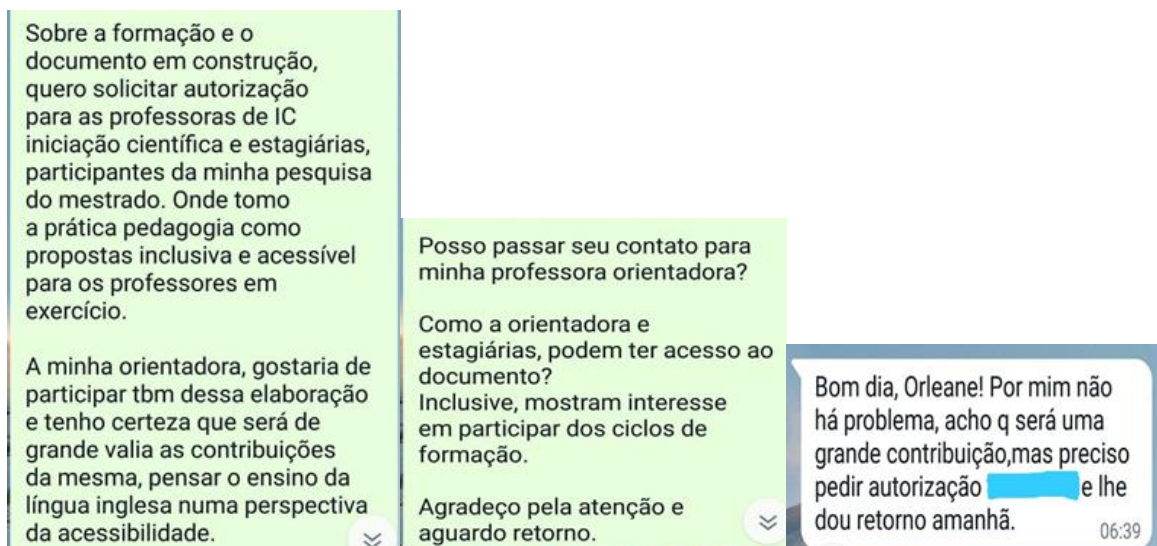 Sobre a formação e o
documento em construção,
quero solicitar autorização
para as professoras de IC
iniciação científica e estagiárias,
participantes da minha pesquisa
do mestrado. Onde tomo
a prática pedagogia como
propostas inclusiva e acessível
para os professores em
exercício.
A minha orientadora, gostaria de
participar tbm dessa elaboração
e tenho certeza que será de
grande valia as contribuições
da mesma, pensar o ensino da
língua inglesa numa perspectiva
da acessibilidade.
Posso passar seu contato para
minha professora orientadora?
Como a orientadora e
estagiárias, podem ter acesso ao
documento?
Inclusive, mostram interesse
em participar dos ciclos de
formação.
Agradeço pela atenção e
aguardo retorno.
Bom dia, Orleane! Por mim não
há problema, acho q será uma
grande contribuição,mas preciso
pedir autorização e lhe
dou retorno amanhã.
06:39